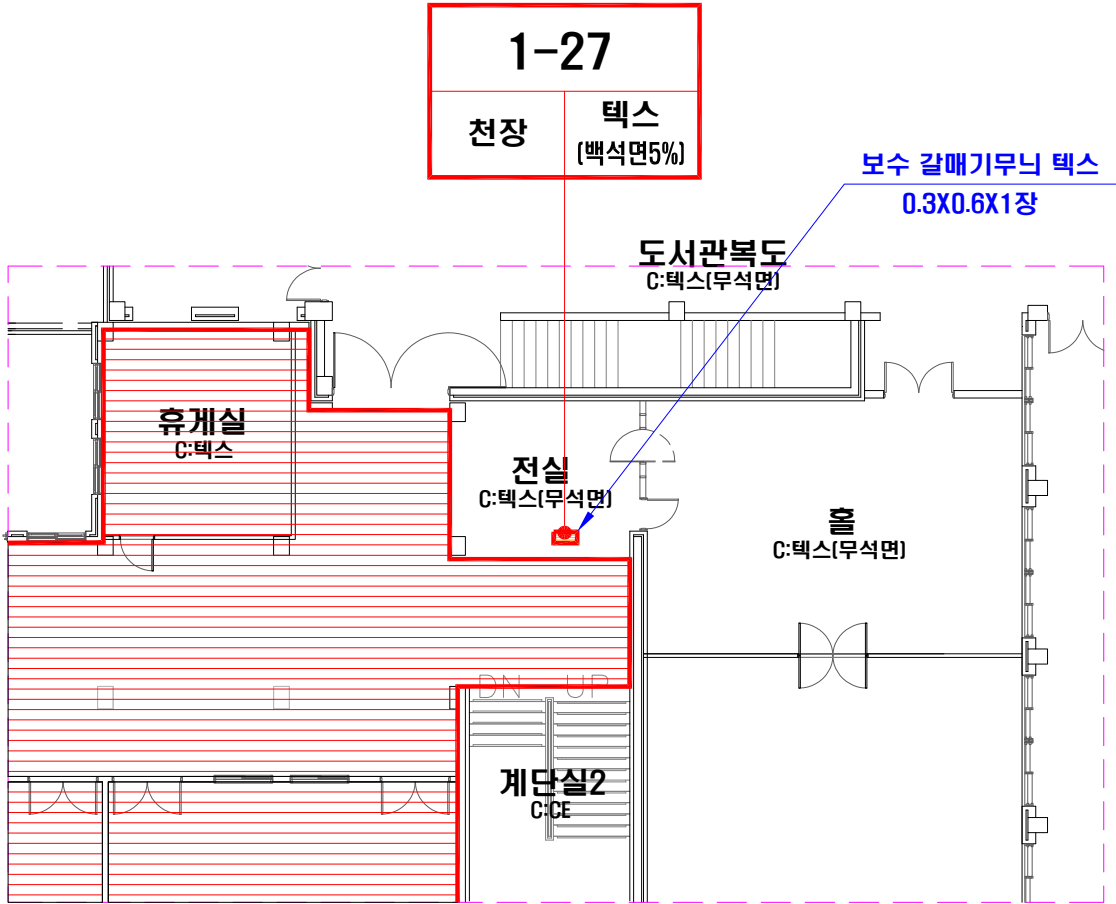 1-27
천장
텍스
(백석면5%)
보수 갈매기무늬 텍스
0.3X0.6X1장
도서관복도
C:텍스(무석면)
휴게실
C:텍스
전실
C:텍스(무석면)
홀
C:텍스(무석면)
DN UP
계단실2
C:CE